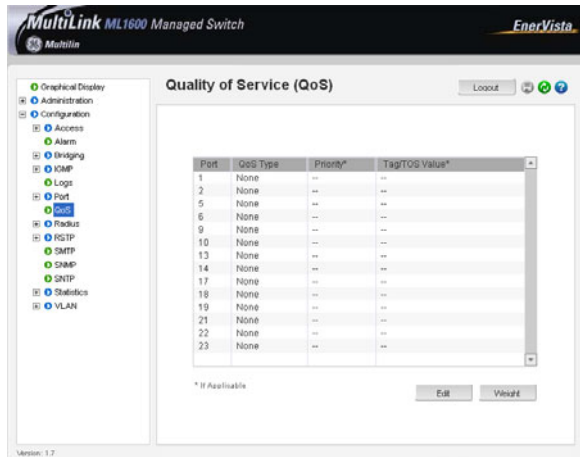 MultiLink ML1600 Managed Switch
EnerVista
Multilin
Quality of Service (QoS)
Logout
Graphical Display
Administration
Configuration
Access
Alarm
Bridging
IGMP
Logs
Port
QoS
Radius
RSTP
SMTP
SNMP
SNTP
Statistics
VLAN
Port QoS Type Priority* Tag/TOS Value*
1 None -- --
2 None -- --
5 None -- --
6 None -- --
9 None -- --
10 None -- --
13 None -- --
14 None -- --
17 None -- --
18 None -- --
19 None -- --
21 None -- --
22 None -- --
23 None -- --
* If Applicable
Edit
Weight
Version: 1.7